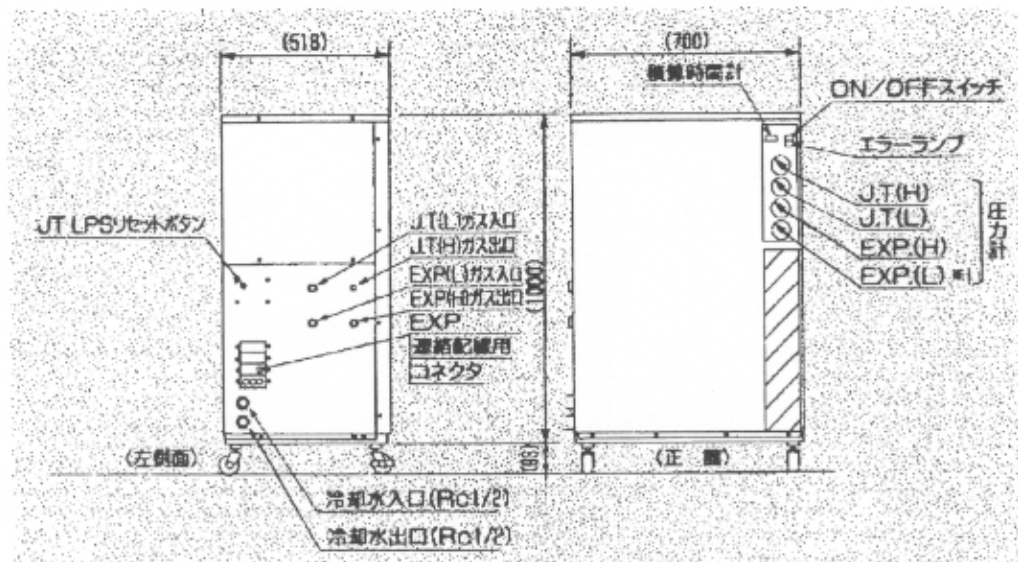 (518)
(700)
積算時間計
ON/OFFスイッチ
エラーランプ
J.T(H)
J.T(L)
EXP.(H)
EXP.(L)
圧力計
JT LPSリセットボタン
J.T(L)ガス入口
J.T(H)ガス出口
EXP(L)ガス入口
EXP(H)ガス出口
EXP
連絡配線用
コネクタ
(1000)
(左側面)
(正面)
冷却水入口(Rc1/2)
冷却水出口(Rc1/2)